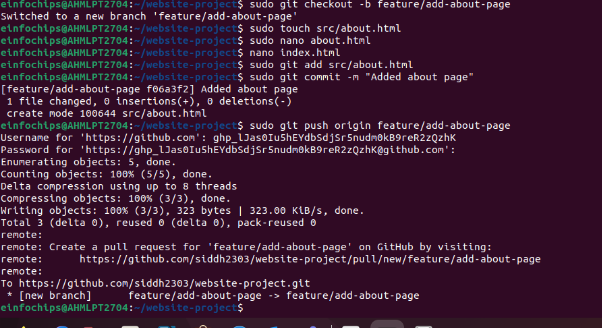 einfochips@AHMLPT2704:~/website-project$ sudo git checkout -b feature/add-about-page
Switched to a new branch 'feature/add-about-page'
einfochips@AHMLPT2704:~/website-project$ sudo touch src/about.html
einfochips@AHMLPT2704:~/website-project$ sudo nano about.html
einfochips@AHMLPT2704:~/website-project$ nano index.html
einfochips@AHMLPT2704:~/website-project$ sudo git add src/about.html
einfochips@AHMLPT2704:~/website-project$ sudo git commit -m "Added about page"
[feature/add-about-page f06a3f2] Added about page
1 file changed, 0 insertions(+), 0 deletions(-)
create mode 100644 src/about.html
einfochips@AHMLPT2704:~/website-project$ sudo git push origin feature/add-about-page
Username for 'https://github.com': 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
Password for 'https://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@github.com':
Enumerating objects: 5, done.
Counting objects: 100% (5/5), done.
Delta compression using up to 8 threads
Compressing objects: 100% (3/3), done.
Writing objects: 100% (3/3), 323 bytes | 323.00 KiB/s, done.
Total 3 (delta 0), reused 0 (delta 0), pack-reused 0
remote:
remote: Create a pull request for 'feature/add-about-page' on GitHub by visiting:
remote:      https://github.com/siddh2303/website-project/pull/new/feature/add-about-page
remote:
To https://github.com/siddh2303/website-project.git
* [new branch]      feature/add-about-page -> feature/add-about-page
einfochips@AHMLPT2704:~/website-project$